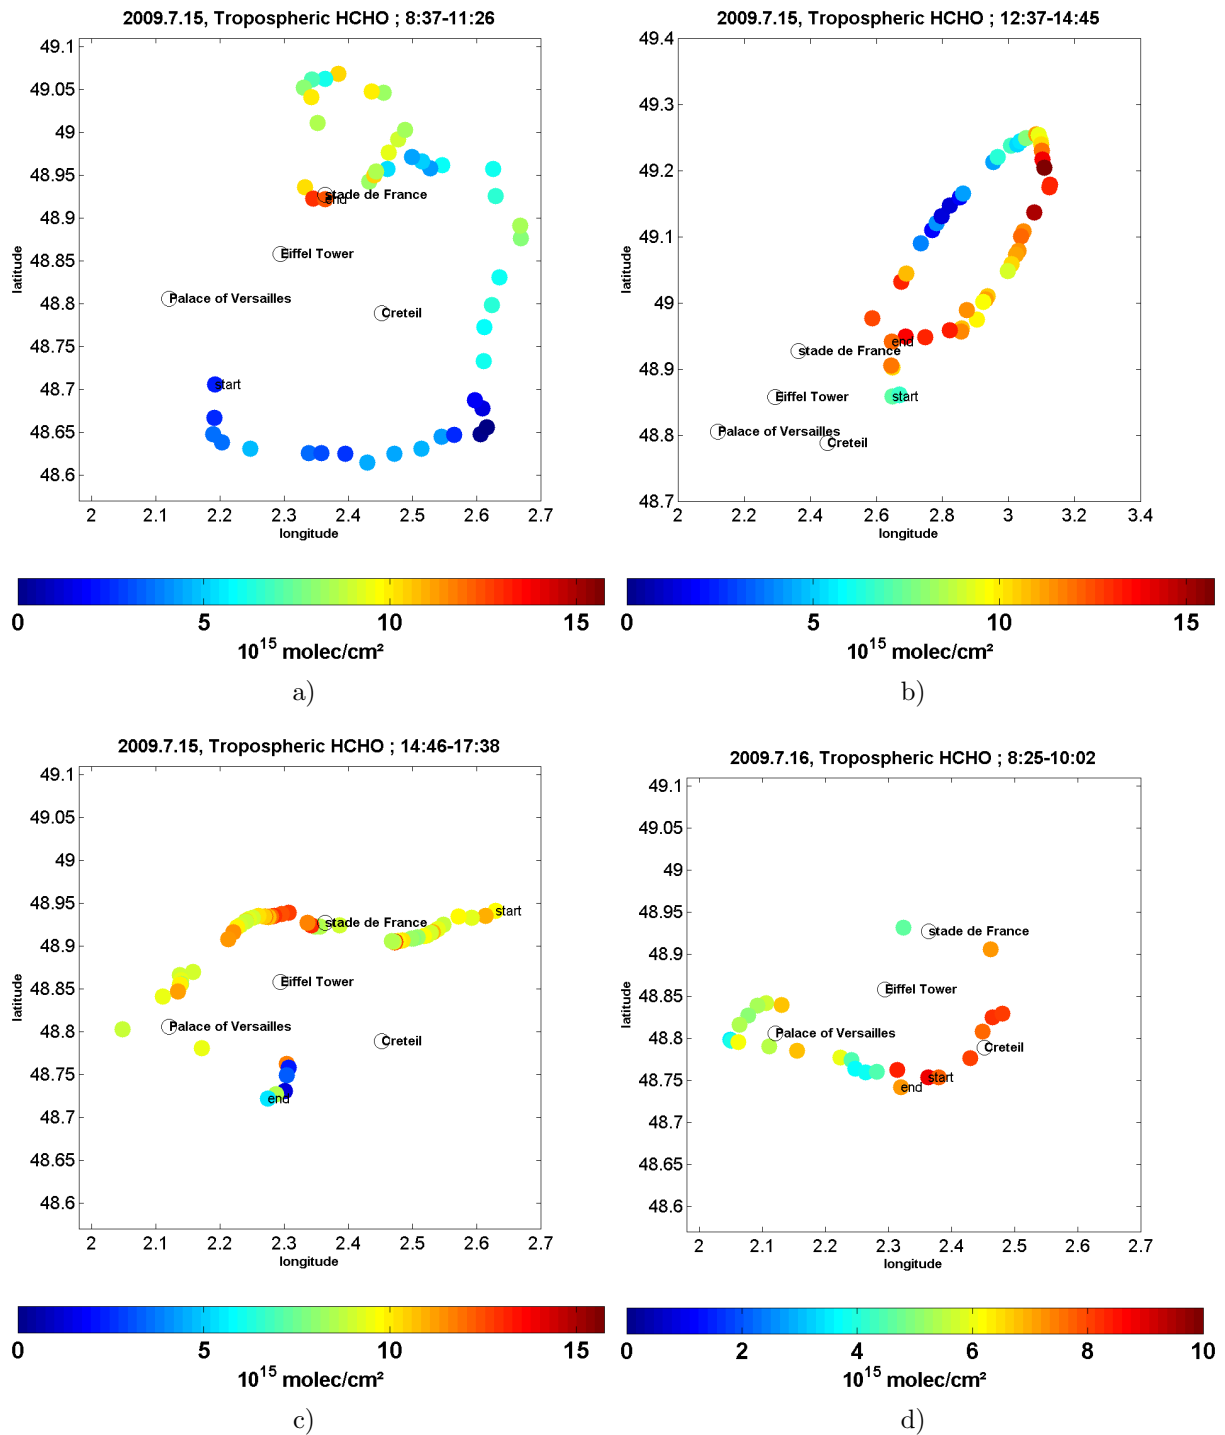 2009.7.15, Tropospheric HCHO ; 8:37-11:26
49.1
49.05
49
48.95
48.9
48.85
48.8
48.75
48.7
48.65
48.6
latitude
stade de France
end
Eiffel Tower
Palace of Versailles
Creteil
start
2 2.1 2.2 2.3 2.4 2.5 2.6 2.7
longitude
0 5 10 15
10^15 molec/cm²
a)
2009.7.15, Tropospheric HCHO ; 12:37-14:45
49.4
49.3
49.2
49.1
49
48.9
48.8
48.7
latitude
end
stade de France
start
Eiffel Tower
Palace of Versailles
Creteil
2 2.2 2.4 2.6 2.8 3 3.2 3.4
longitude
0 5 10 15
10^15 molec/cm²
b)
2009.7.15, Tropospheric HCHO ; 14:46-17:38
49.1
49.05
49
48.95
48.9
48.85
48.8
48.75
48.7
48.65
48.6
latitude
start
stade de France
Eiffel Tower
Palace of Versailles
Creteil
end
2 2.1 2.2 2.3 2.4 2.5 2.6 2.7
longitude
0 5 10 15
10^15 molec/cm²
c)
2009.7.16, Tropospheric HCHO ; 8:25-10:02
49.1
49.05
49
48.95
48.9
48.85
48.8
48.75
48.7
48.65
48.6
latitude
stade de France
Eiffel Tower
Palace of Versailles
Creteil
start
end
2 2.1 2.2 2.3 2.4 2.5 2.6 2.7
longitude
0 2 4 6 8 10
10^15 molec/cm²
d)